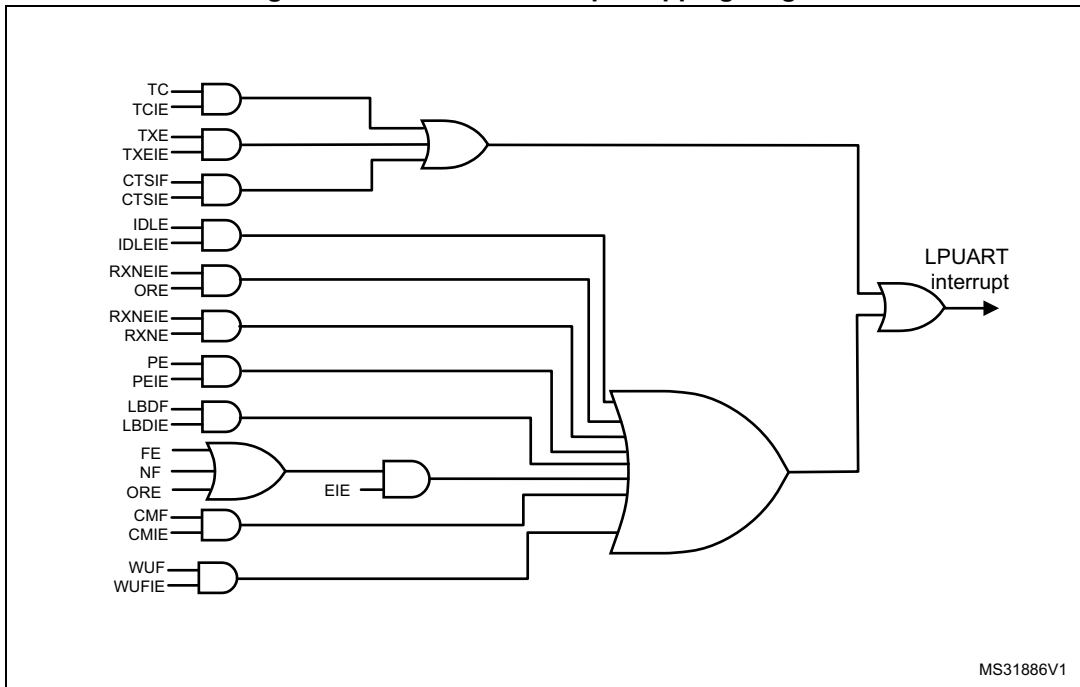 TC
TCIE
TXE
TXEIE
CTSIF
CTSIE
IDLE
IDLEIE
RXNEIE
ORE
RXNEIE
RXNE
PE
PEIE
LBDF
LBDIE
FE
NF
ORE
EIE
CMF
CMIE
WUF
WUFIE
LPUART
interrupt
MS31886V1